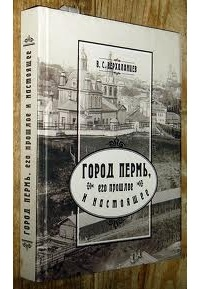 В. С. ВЕРХОЛАНЦЕВ
ГОРОД ПЕРМЬ,
его прошлое
и настоящее
ГОРОД ПЕРМЬ, его прошлое и настоящее